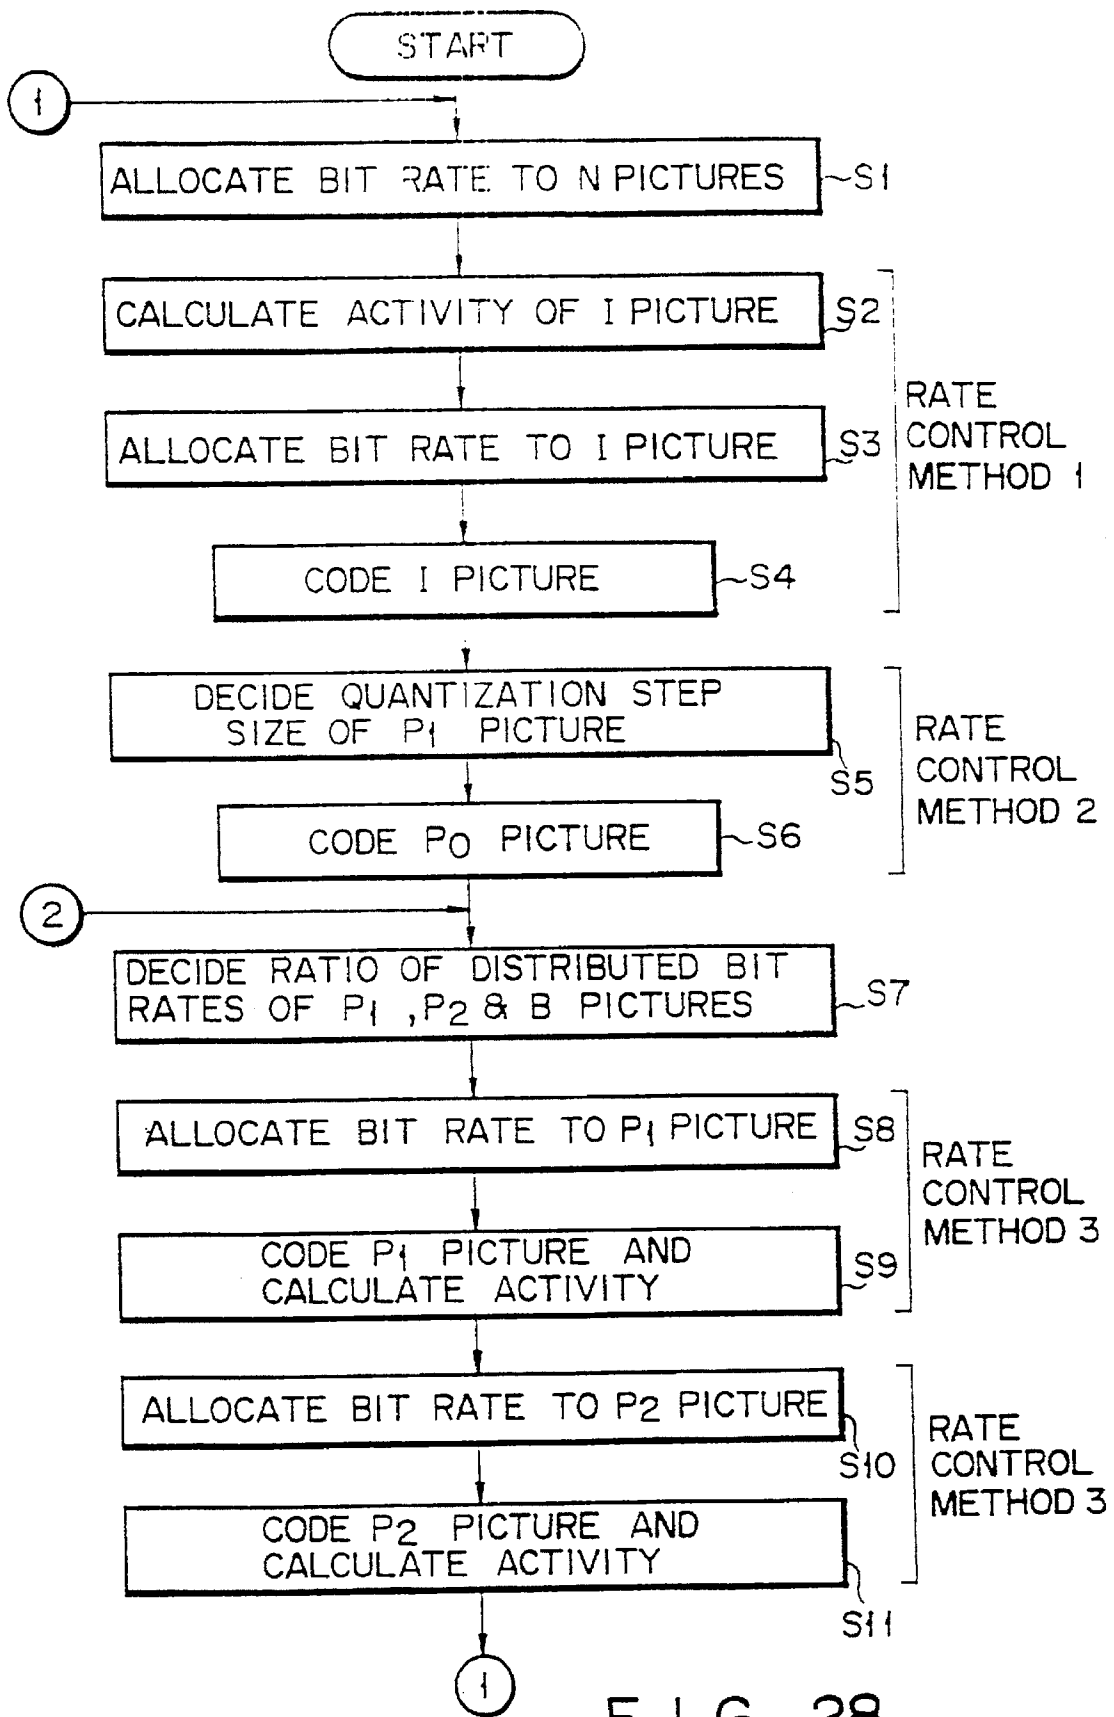 START
1
ALLOCATE BIT RATE TO N PICTURES
S1
CALCULATE ACTIVITY OF I PICTURE
S2
ALLOCATE BIT RATE TO I PICTURE
S3
RATE
CONTROL
METHOD 1
CODE I PICTURE
S4
DECIDE QUANTIZATION STEP
SIZE OF P1 PICTURE
S5
RATE
CONTROL
METHOD 2
CODE P0 PICTURE
S6
2
DECIDE RATIO OF DISTRIBUTED BIT
RATES OF P1 ,P2 & B PICTURES
S7
ALLOCATE BIT RATE TO P1 PICTURE
S8
RATE
CONTROL
METHOD 3
CODE P1 PICTURE AND
CALCULATE ACTIVITY
S9
ALLOCATE BIT RATE TO P2 PICTURE
S10
RATE
CONTROL
METHOD 3
CODE P2 PICTURE AND
CALCULATE ACTIVITY
S11
1
FIG. 28